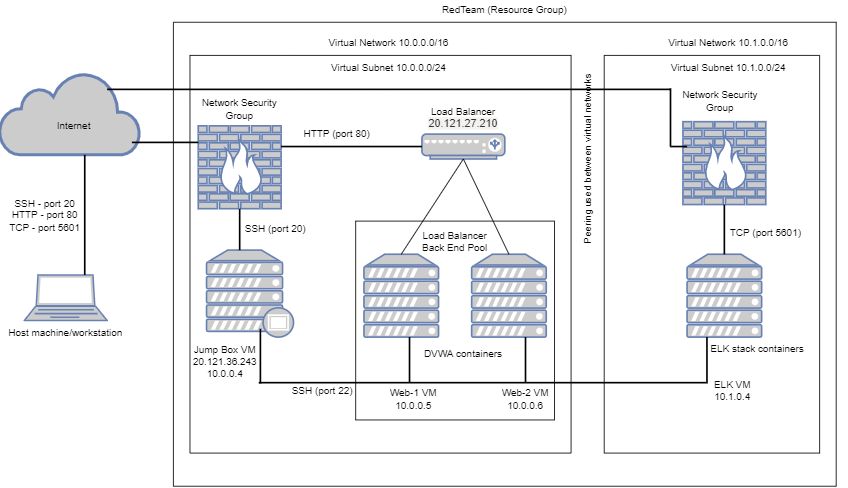 RedTeam (Resource Group)
Virtual Network 10.0.0.0/16
Virtual Subnet 10.0.0.0/24
Virtual Network 10.1.0.0/16
Virtual Subnet 10.1.0.0/24
Internet
Network Security
Group
HTTP (port 80)
Load Balancer
20.121.27.210
Peering used between virtual networks
Network Security
Group
SSH - port 20
HTTP - port 80
TCP - port 5601
SSH (port 20)
Load Balancer
Back End Pool
TCP (port 5601)
Host machine/workstation
Jump Box VM
20.121.36.243
10.0.0.4
DVWA containers
ELK stack containers
SSH (port 22)
Web-1 VM
10.0.0.5
Web-2 VM
10.0.0.6
ELK VM
10.1.0.4